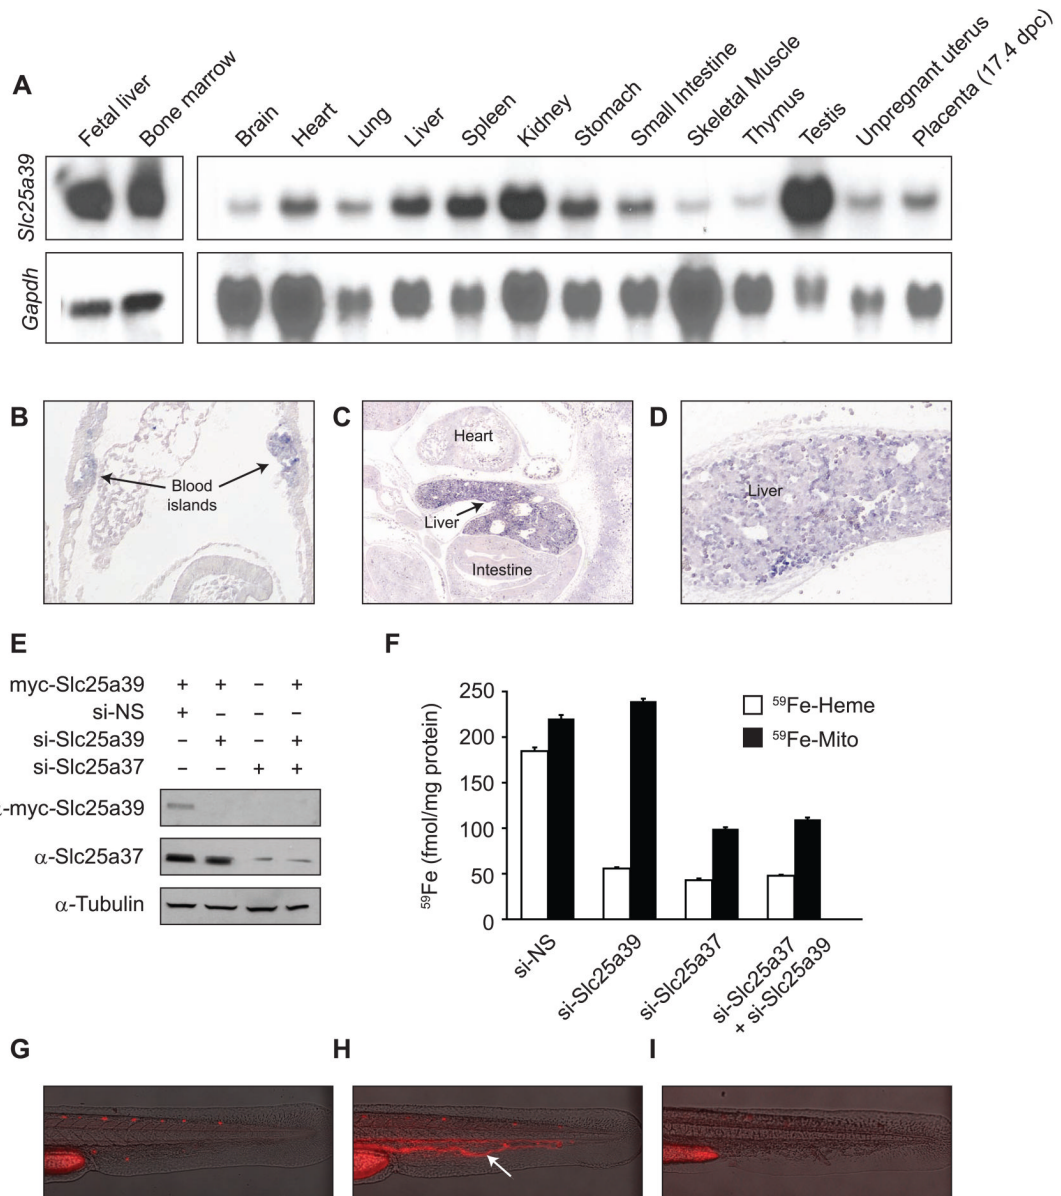 A
Fetal liver
Bone marrow
Brain
Heart
Lung
Liver
Spleen
Kidney
Stomach
Small Intestine
Skeletal Muscle
Thymus
Testis
Unpregnant uterus
Placenta (17.4 dpc)
Slc25a39
Gapdh
B
Blood
islands
C
Heart
Liver
Intestine
D
Liver
E
myc-Slc25a39 + + – +
si-NS + – – –
si-Slc25a39 – + – +
si-Slc25a37 – – + +
α-myc-Slc25a39
α-Slc25a37
α-Tubulin
F
⁵⁹Fe (fmol/mg protein)
250
200
150
100
50
0
⁵⁹Fe-Heme
⁵⁹Fe-Mito
si-NS
si-Slc25a39
si-Slc25a37
si-Slc25a37
+ si-Slc25a39
G
H
I